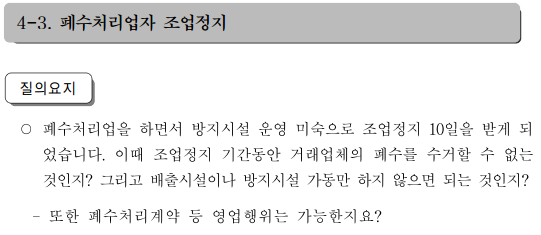 4-3. 폐수처리업자 조업정지
질의요지
○ 폐수처리업을 하면서 방지시설 운영 미숙으로 조업정지 10일을 받게 되
었습니다. 이때 조업정지 기간동안 거래업체의 폐수를 수거할 수 없는
것인지? 그리고 배출시설이나 방지시설 가동만 하지 않으면 되는 것인지?
- 또한 폐수처리계약 등 영업행위는 가능한지요?